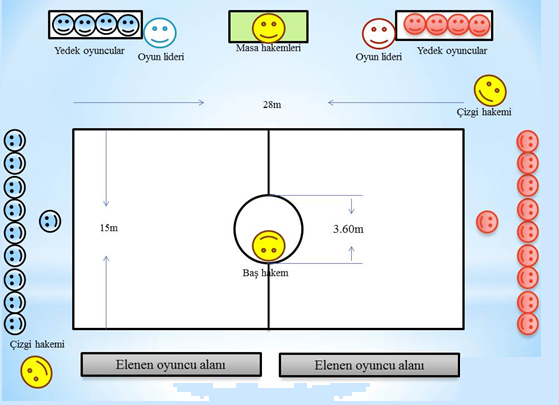 Yedek oyuncular
Oyun lideri
Masa hakemleri
Oyun lideri
Yedek oyuncular
Çizgi hakemi
28m
15m
3.60m
Baş hakem
Çizgi hakemi
Elenen oyuncu alanı
Elenen oyuncu alanı